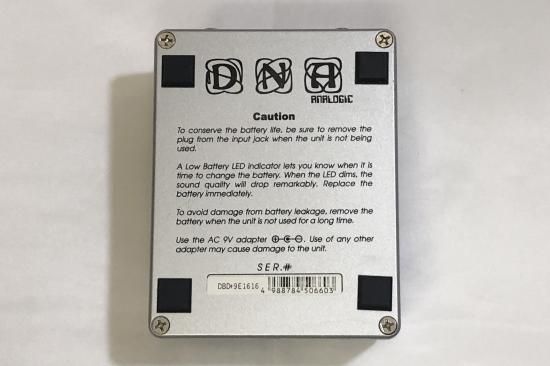 DNA
ANALOGIC
Caution
To conserve the battery life, be sure to remove the
plug from the input jack when the unit is not being
used.
A Low Battery LED indicator lets you know when it is
time to change the battery. When the LED dims, the
sound quality will drop remarkably. Replace the
battery immediately.
To avoid damage from battery leakage, remove the
battery when the unit is not used for a long time.
Use the AC 9V adapter ⊕-C-⊖. Use of any other
adapter may cause damage to the unit.
SER.#
DBD*9E1616
4 988784 506603